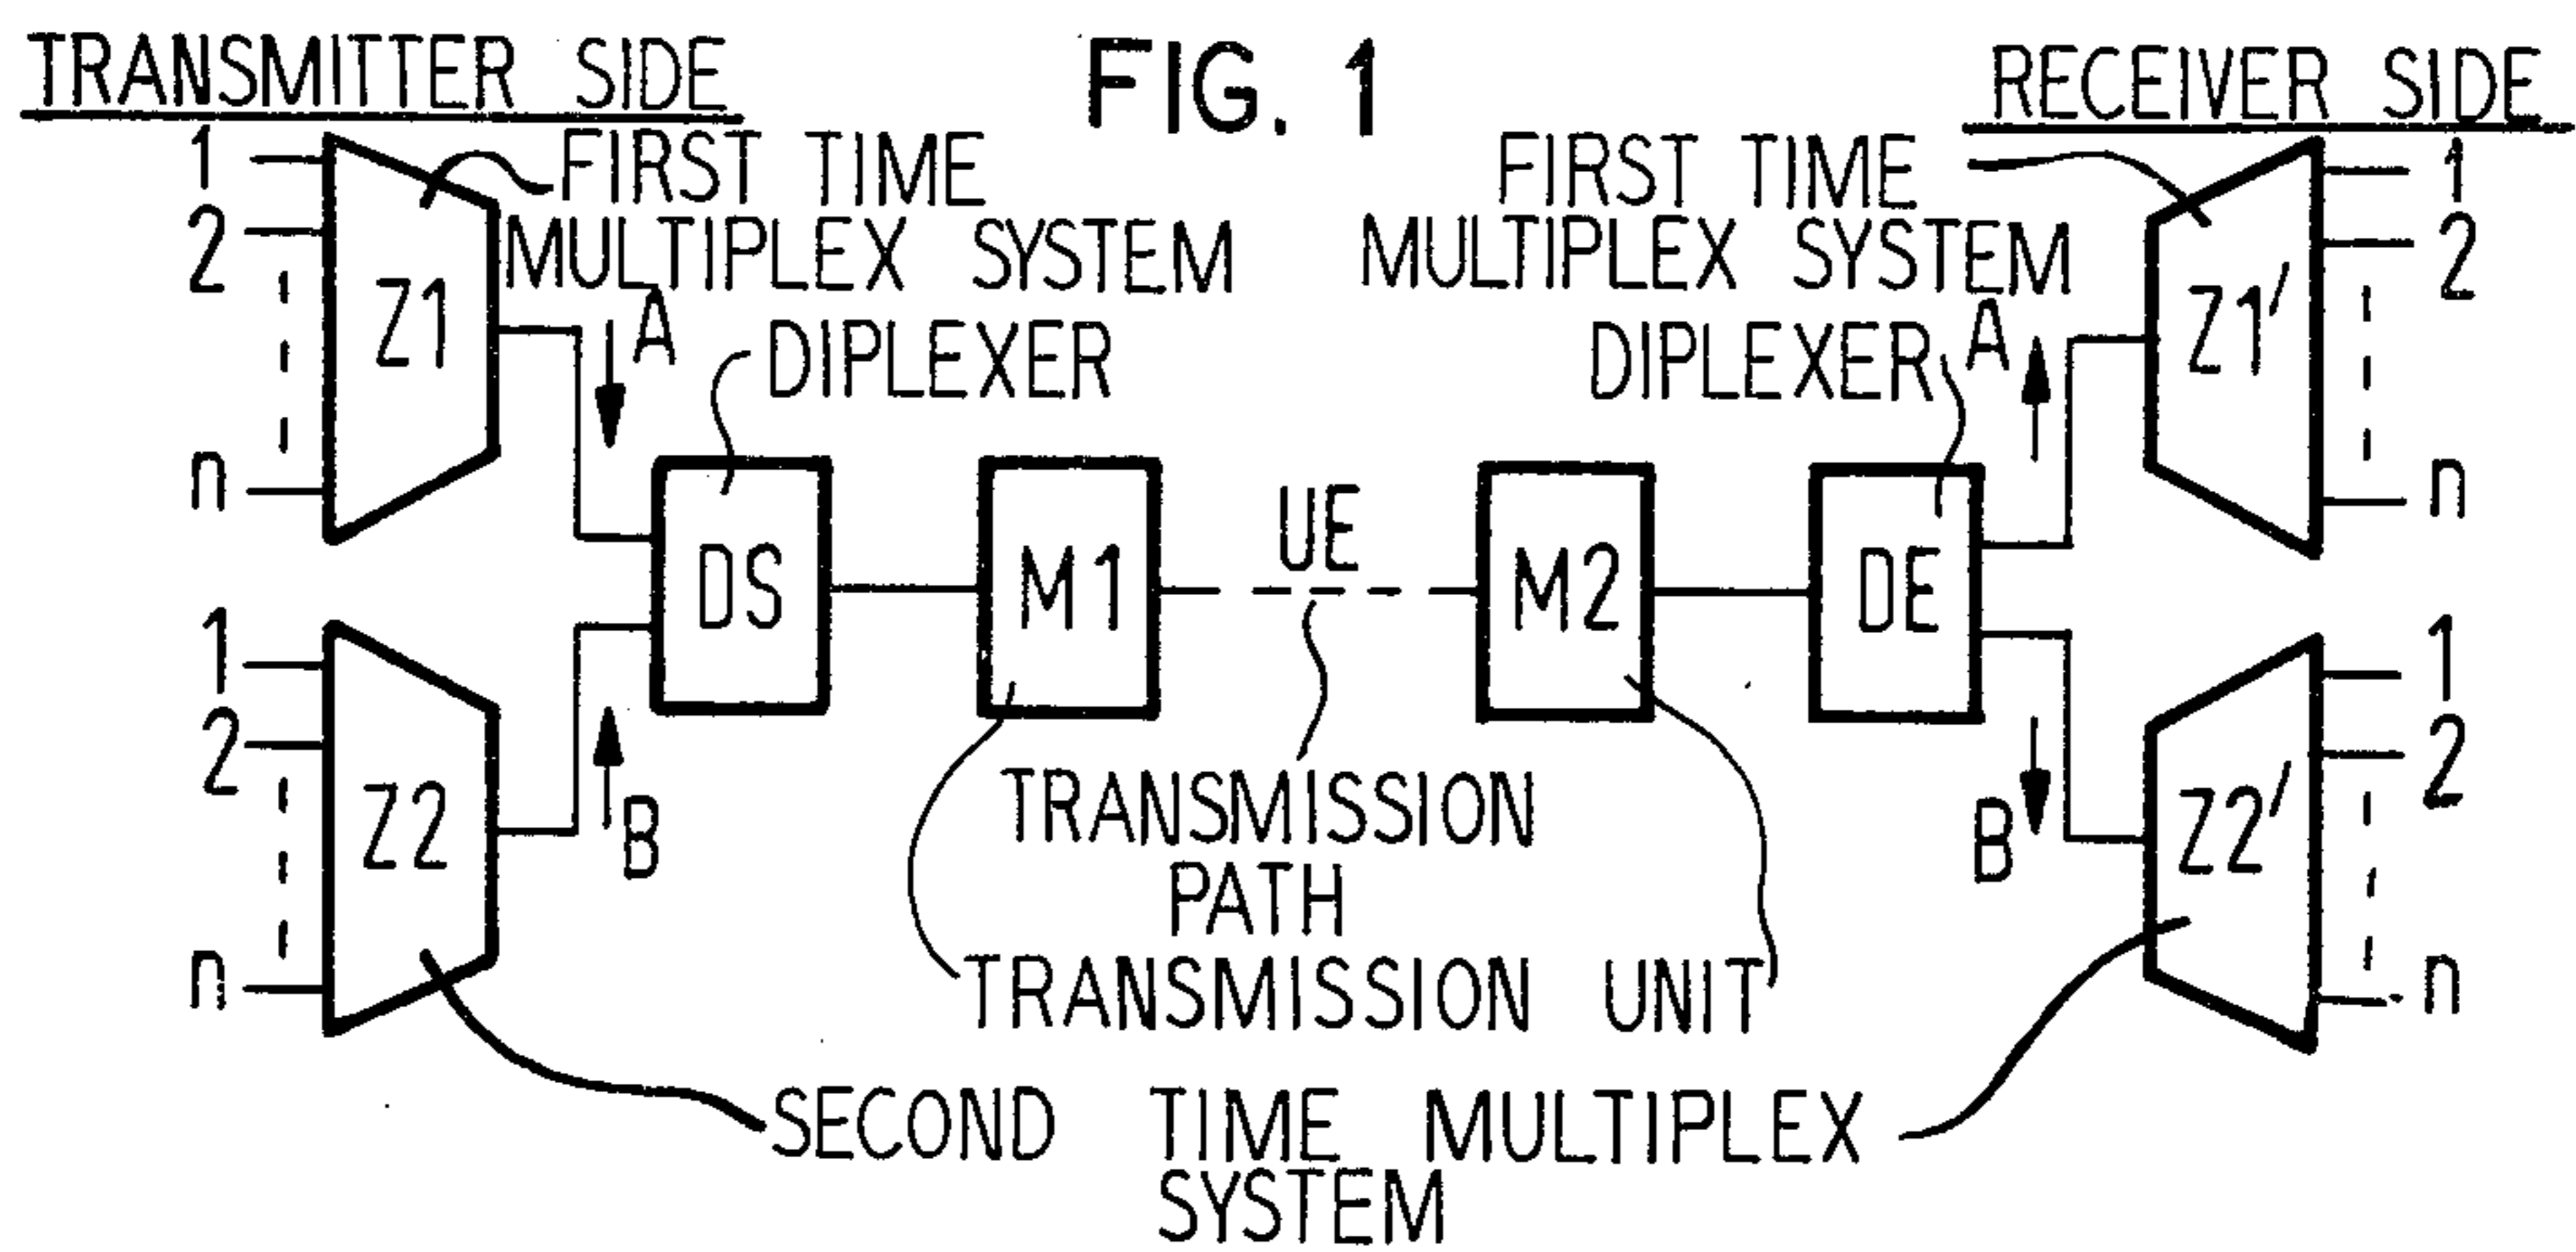 TRANSMITTER SIDE
FIG. 1
RECEIVER SIDE
1
2
n
Z1
FIRST TIME
MULTIPLEX SYSTEM
A
DIPLEXER
FIRST TIME
MULTIPLEX SYSTEM
DIPLEXER
A
Z1'
1
2
n
DS
M1
UE
M2
DE
1
2
n
Z2
B
TRANSMISSION
PATH
TRANSMISSION UNIT
B
Z2'
1
2
n
SECOND TIME MULTIPLEX
SYSTEM